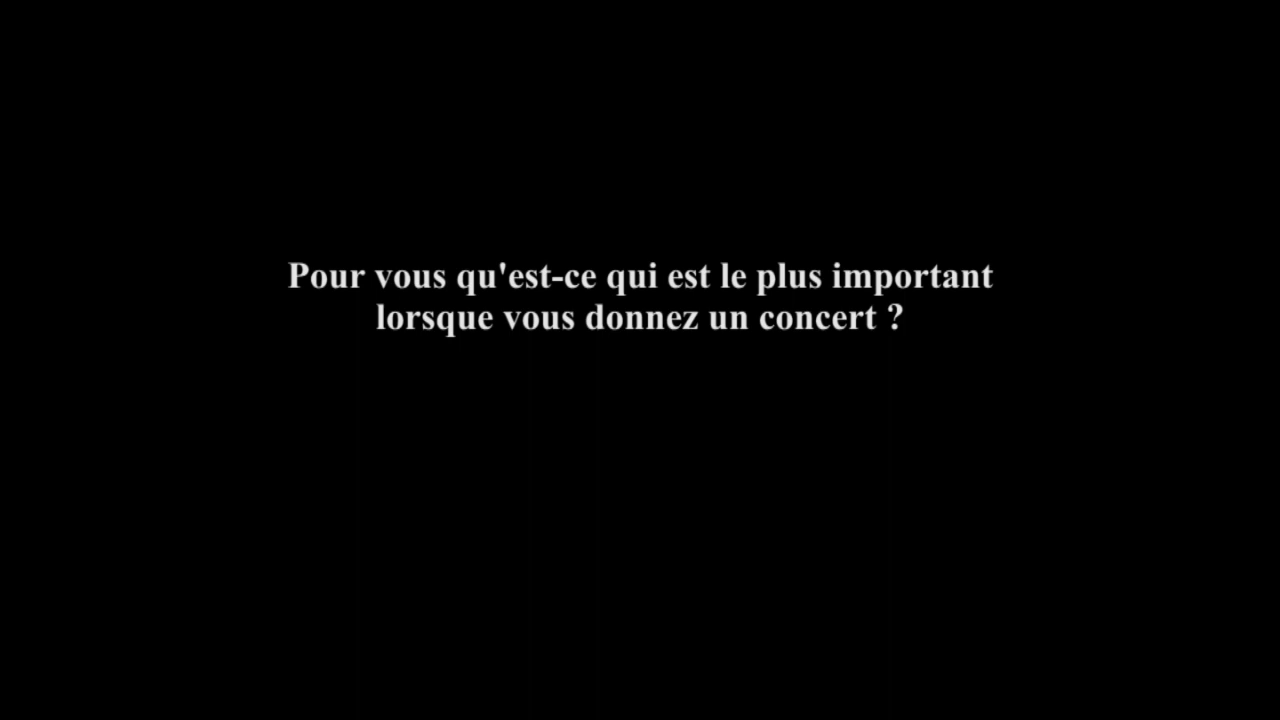 Pour vous qu'est-ce qui est le plus important
lorsque vous donnez un concert ?